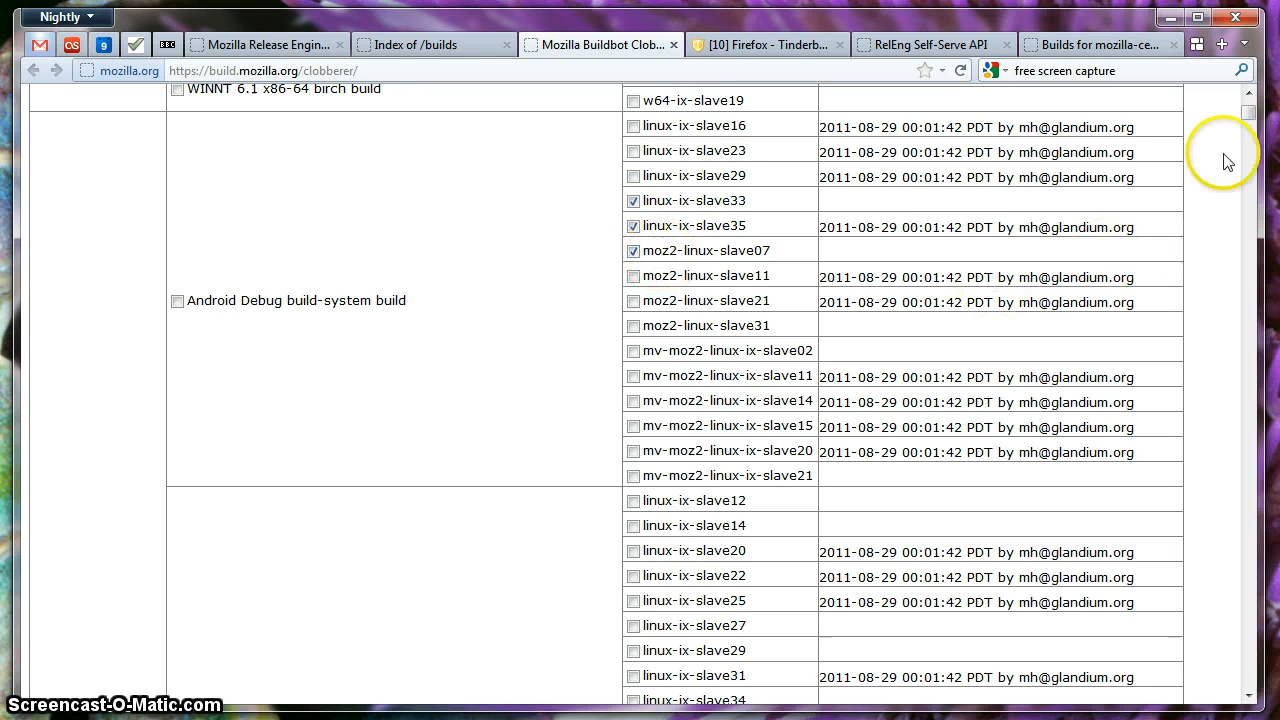 Nightly
OS 9 BBC Mozilla Release Engin... Index of /builds Mozilla Buildbot Clob... [10] Firefox - Tinderb... RelEng Self-Serve API Builds for mozilla-ce...
mozilla.org https://build.mozilla.org/clobberer/ free screen capture
WINNT 6.1 x86-64 birch build
w64-ix-slave19
linux-ix-slave16 2011-08-29 00:01:42 PDT by mh@glandium.org
linux-ix-slave23 2011-08-29 00:01:42 PDT by mh@glandium.org
linux-ix-slave29 2011-08-29 00:01:42 PDT by mh@glandium.org
linux-ix-slave33
linux-ix-slave35 2011-08-29 00:01:42 PDT by mh@glandium.org
moz2-linux-slave07
moz2-linux-slave11 2011-08-29 00:01:42 PDT by mh@glandium.org
Android Debug build-system build moz2-linux-slave21 2011-08-29 00:01:42 PDT by mh@glandium.org
moz2-linux-slave31
mv-moz2-linux-ix-slave02
mv-moz2-linux-ix-slave11 2011-08-29 00:01:42 PDT by mh@glandium.org
mv-moz2-linux-ix-slave14 2011-08-29 00:01:42 PDT by mh@glandium.org
mv-moz2-linux-ix-slave15 2011-08-29 00:01:42 PDT by mh@glandium.org
mv-moz2-linux-ix-slave20 2011-08-29 00:01:42 PDT by mh@glandium.org
mv-moz2-linux-ix-slave21
linux-ix-slave12
linux-ix-slave14
linux-ix-slave20 2011-08-29 00:01:42 PDT by mh@glandium.org
linux-ix-slave22 2011-08-29 00:01:42 PDT by mh@glandium.org
linux-ix-slave25 2011-08-29 00:01:42 PDT by mh@glandium.org
linux-ix-slave27
linux-ix-slave29
linux-ix-slave31 2011-08-29 00:01:42 PDT by mh@glandium.org
linux-ix-slave34
Screencast-O-Matic.com